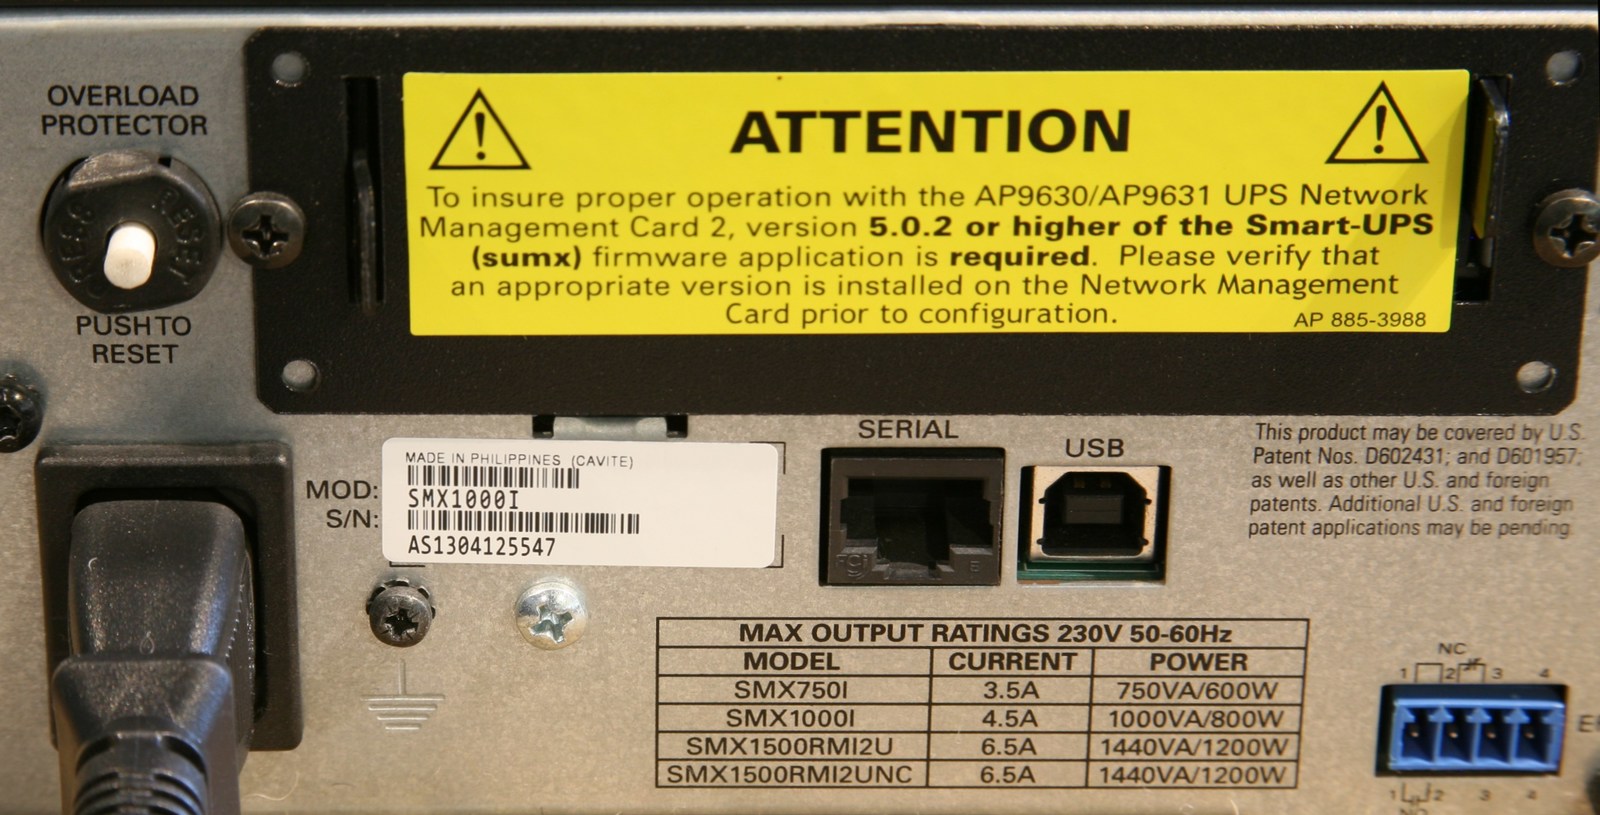 OVERLOAD
PROTECTOR
PRESS RESET
PUSH TO
RESET
ATTENTION
To insure proper operation with the AP9630/AP9631 UPS Network
Management Card 2, version 5.0.2 or higher of the Smart-UPS
(sumx) firmware application is required. Please verify that
an appropriate version is installed on the Network Management
Card prior to configuration.
AP 885-3988
MADE IN PHILIPPINES (CAVITE)
MOD:
SMX1000I
S/N:
AS1304125547
SERIAL
USB
This product may be covered by U.S.
Patent Nos. D602431; and D601957;
as well as other U.S. and foreign
patents. Additional U.S. and foreign
patent applications may be pending.
MAX OUTPUT RATINGS 230V 50-60Hz
MODEL CURRENT POWER
SMX750I 3.5A 750VA/600W
SMX1000I 4.5A 1000VA/800W
SMX1500RMI2U 6.5A 1440VA/1200W
SMX1500RMI2UNC 6.5A 1440VA/1200W
NC
1 2 3 4
1 2 3 4
NO